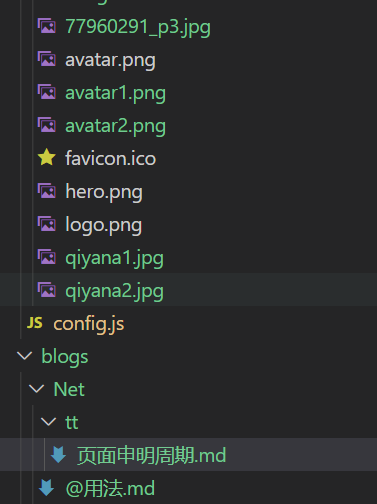 77960291_p3.jpg
avatar.png
avatar1.png
avatar2.png
favicon.ico
hero.png
logo.png
qiyana1.jpg
qiyana2.jpg
JS config.js
blogs
Net
tt
页面申明周期.md
@用法.md